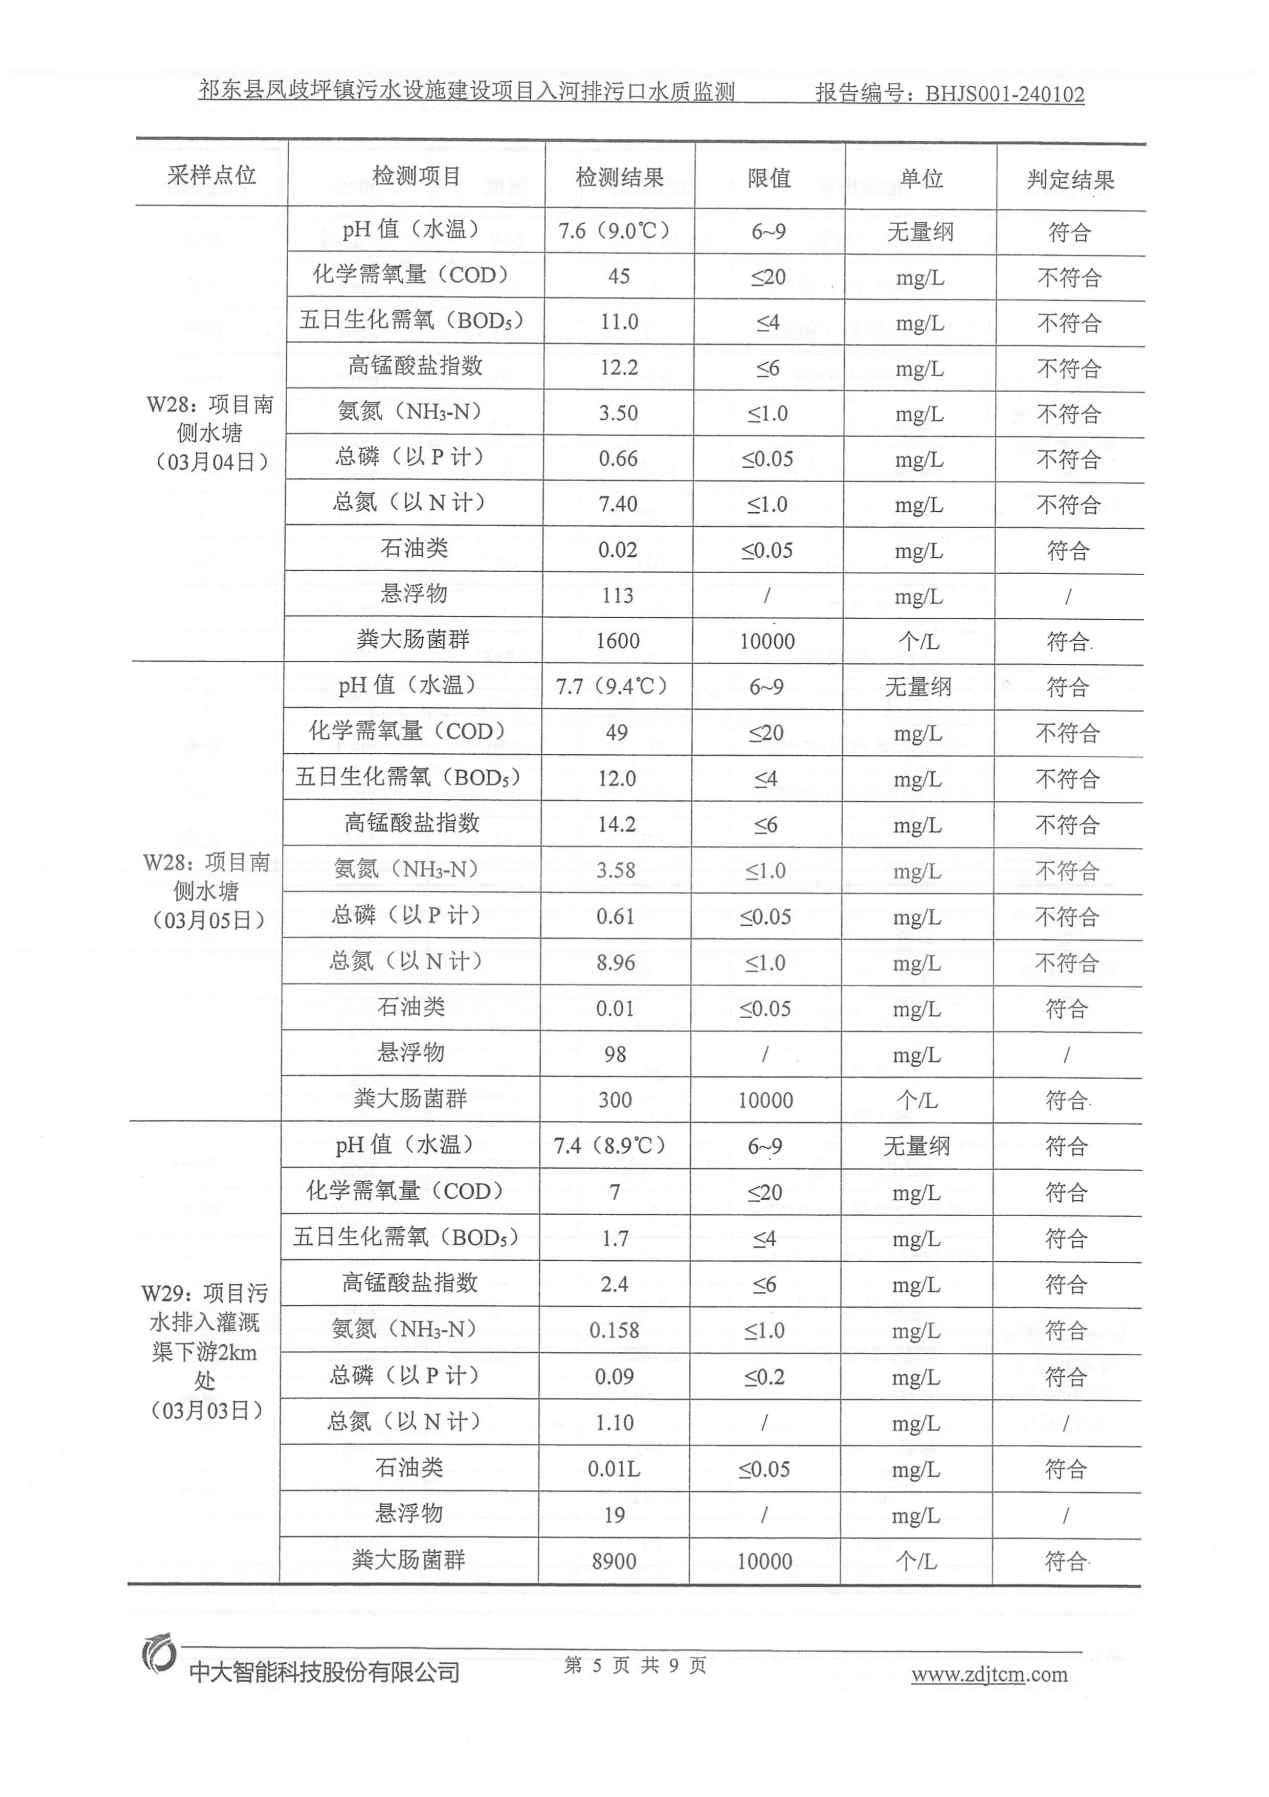 祁东县凤歧坪镇污水设施建设项目入河排污口水质监测 报告编号：BHJS001-240102
采样点位 检测项目 检测结果 限值 单位 判定结果
W28：项目南
侧水塘
（03月04日）
pH 值（水温） 7.6（9.0℃） 6~9 无量纲 符合
化学需氧量（COD） 45 ≤20 mg/L 不符合
五日生化需氧（BOD₅） 11.0 ≤4 mg/L 不符合
高锰酸盐指数 12.2 ≤6 mg/L 不符合
氨氮（NH₃-N） 3.50 ≤1.0 mg/L 不符合
总磷（以 P 计） 0.66 ≤0.05 mg/L 不符合
总氮（以 N 计） 7.40 ≤1.0 mg/L 不符合
石油类 0.02 ≤0.05 mg/L 符合
悬浮物 113 / mg/L /
粪大肠菌群 1600 10000 个/L 符合
W28：项目南
侧水塘
（03月05日）
pH 值（水温） 7.7（9.4℃） 6~9 无量纲 符合
化学需氧量（COD） 49 ≤20 mg/L 不符合
五日生化需氧（BOD₅） 12.0 ≤4 mg/L 不符合
高锰酸盐指数 14.2 ≤6 mg/L 不符合
氨氮（NH₃-N） 3.58 ≤1.0 mg/L 不符合
总磷（以 P 计） 0.61 ≤0.05 mg/L 不符合
总氮（以 N 计） 8.96 ≤1.0 mg/L 不符合
石油类 0.01 ≤0.05 mg/L 符合
悬浮物 98 / mg/L /
粪大肠菌群 300 10000 个/L 符合
W29：项目污
水排入灌溉
渠下游2km
处
（03月03日）
pH 值（水温） 7.4（8.9℃） 6~9 无量纲 符合
化学需氧量（COD） 7 ≤20 mg/L 符合
五日生化需氧（BOD₅） 1.7 ≤4 mg/L 符合
高锰酸盐指数 2.4 ≤6 mg/L 符合
氨氮（NH₃-N） 0.158 ≤1.0 mg/L 符合
总磷（以 P 计） 0.09 ≤0.2 mg/L 符合
总氮（以 N 计） 1.10 / mg/L /
石油类 0.01L ≤0.05 mg/L 符合
悬浮物 19 / mg/L /
粪大肠菌群 8900 10000 个/L 符合
中大智能科技股份有限公司 第 5 页 共 9 页 www.zdjtcm.com